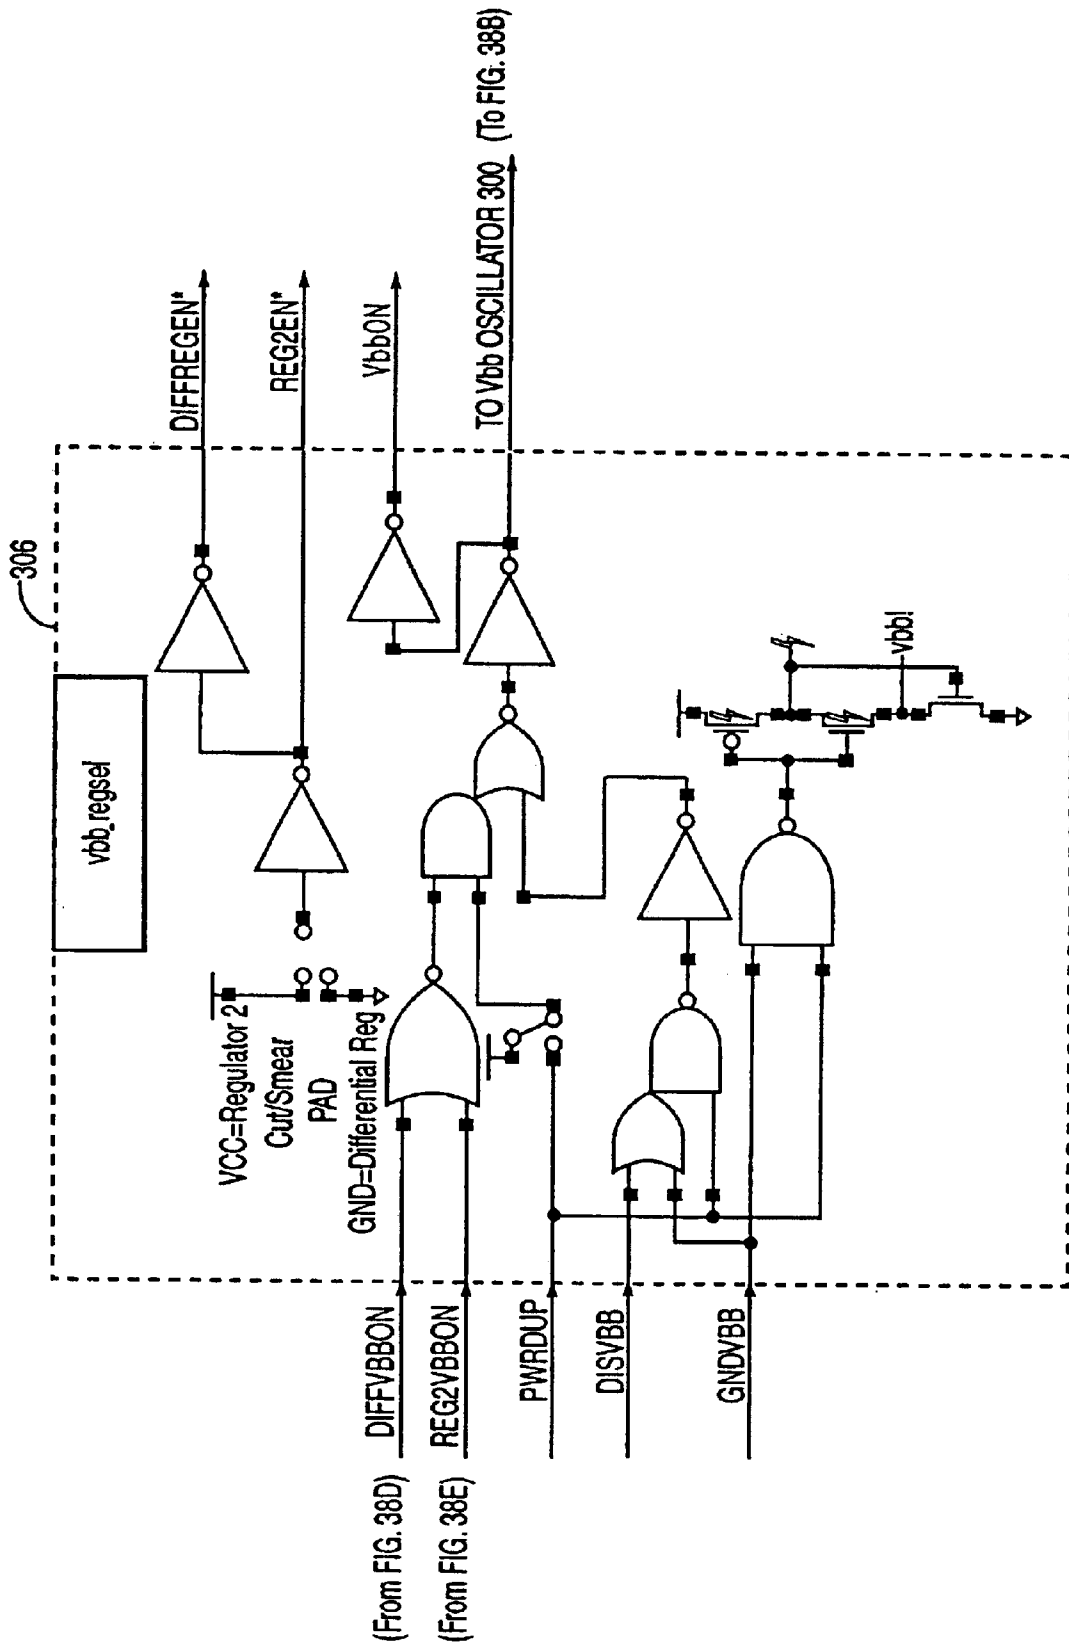 306
vbb_regsel
DIFFREGEN*
REG2EN*
VbbON
TO Vbb OSCILLATOR 300 (To FIG. 38B)
VCC=Regulator 2
Cut/Smear
PAD
GND=Differential Reg
(From FIG. 38D) DIFFVBBON
(From FIG. 38E) REG2VBBON
PWRDUP
DISVBB
GNDVBB
vbb!